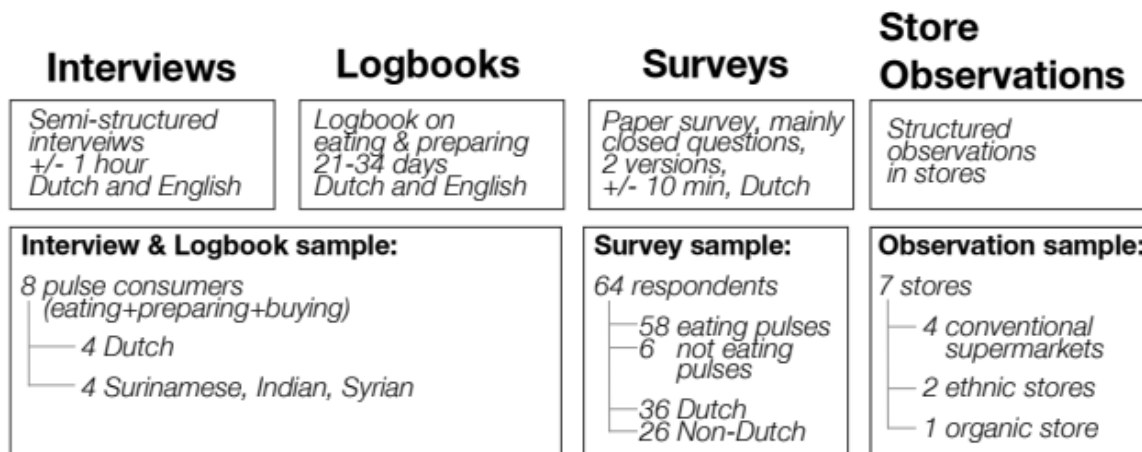 Interviews
Semi-structured
interveiws
+/- 1 hour
Dutch and English
Logbooks
Logbook on
eating & preparing
21-34 days
Dutch and English
Surveys
Paper survey, mainly
closed questions,
2 versions,
+/- 10 min, Dutch
Store
Observations
Structured
observations
in stores
Interview & Logbook sample:
8 pulse consumers
(eating+preparing+buying)
4 Dutch
4 Surinamese, Indian, Syrian
Survey sample:
64 respondents
58 eating pulses
6 not eating
pulses
36 Dutch
26 Non-Dutch
Observation sample:
7 stores
4 conventional
supermarkets
2 ethnic stores
1 organic store